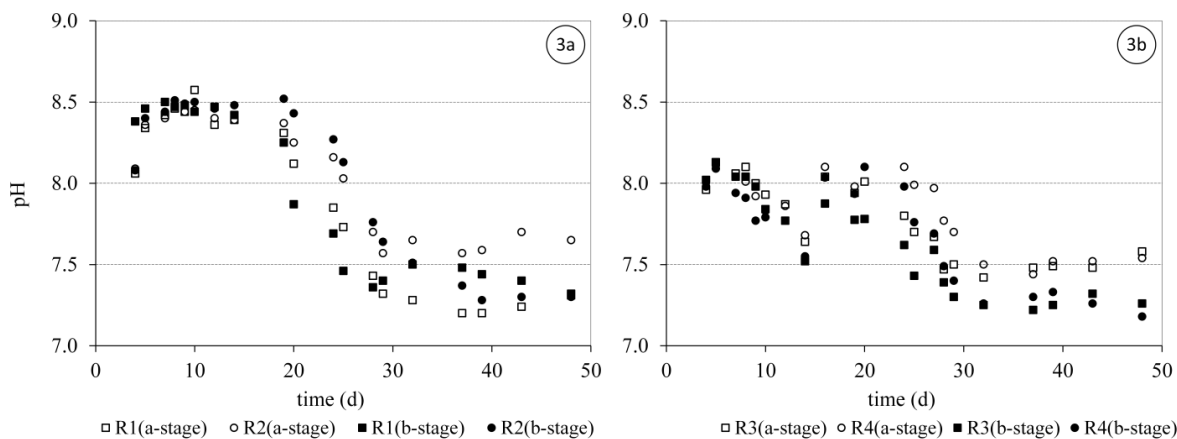 9.0
3a
8.5
8.0
pH
7.5
7.0
0 10 20 30 40 50
time (d)
R1(a-stage) R2(a-stage) R1(b-stage) R2(b-stage)
9.0
3b
8.5
8.0
7.5
7.0
0 10 20 30 40 50
time (d)
R3(a-stage) R4(a-stage) R3(b-stage) R4(b-stage)